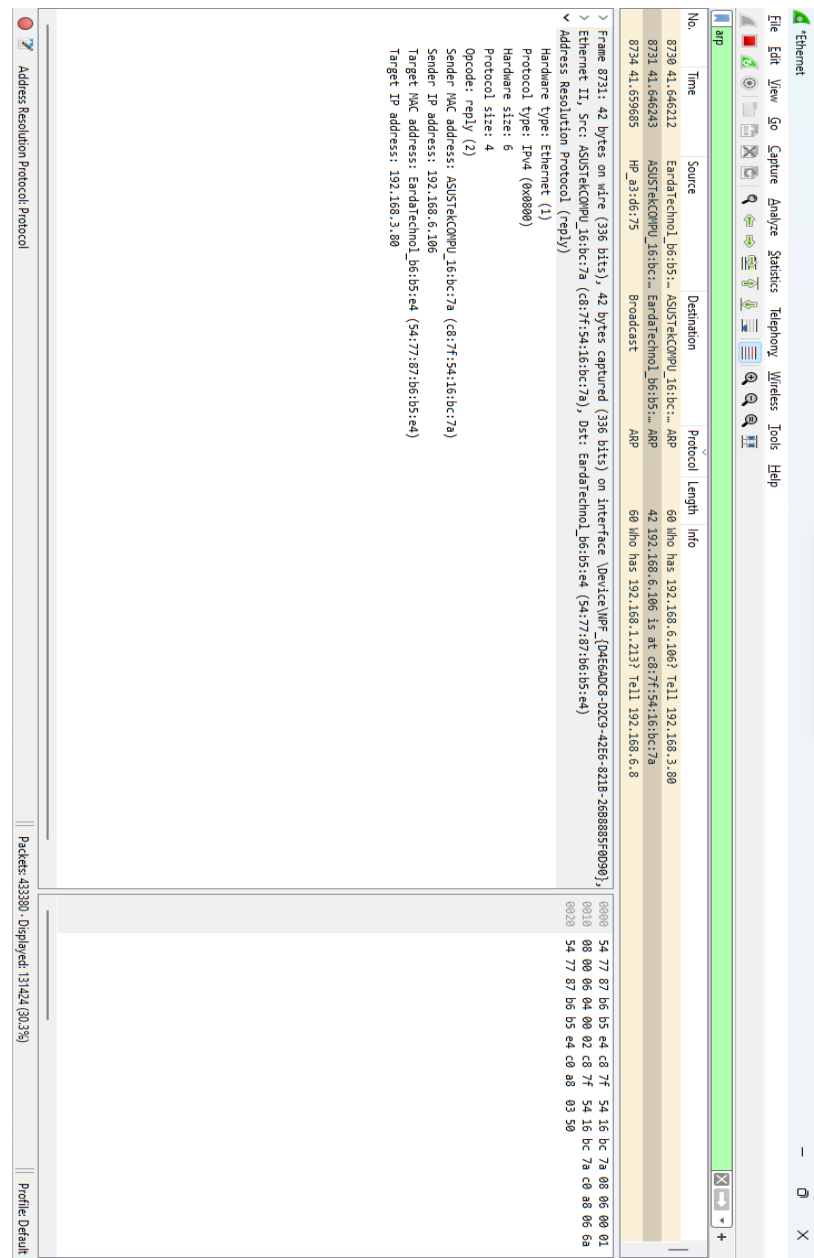 *Ethernet
File Edit View Go Capture Analyze Statistics Telephony Wireless Tools Help
arp
No. Time Source Destination Protocol Length Info
8730 41.646212 EardaTechnol_b6:b5:… ASUSTekCOMPU_16:bc:… ARP 60 Who has 192.168.6.106? Tell 192.168.3.80
8731 41.646243 ASUSTekCOMPU_16:bc:… EardaTechnol_b6:b5:… ARP 42 192.168.6.106 is at c8:7f:54:16:bc:7a
8734 41.659685 HP_a3:d6:75 Broadcast ARP 60 Who has 192.168.1.213? Tell 192.168.6.8
Frame 8731: 42 bytes on wire (336 bits), 42 bytes captured (336 bits) on interface \Device\NPF_{D4E6ADC8-D2C9-42E6-821B-26B8885F0D90},
Ethernet II, Src: ASUSTekCOMPU_16:bc:7a (c8:7f:54:16:bc:7a), Dst: EardaTechnol_b6:b5:e4 (54:77:87:b6:b5:e4)
Address Resolution Protocol (reply)
Hardware type: Ethernet (1)
Protocol type: IPv4 (0x0800)
Hardware size: 6
Protocol size: 4
Opcode: reply (2)
Sender MAC address: ASUSTekCOMPU_16:bc:7a (c8:7f:54:16:bc:7a)
Sender IP address: 192.168.6.106
Target MAC address: EardaTechnol_b6:b5:e4 (54:77:87:b6:b5:e4)
Target IP address: 192.168.3.80
0000 54 77 87 b6 b5 e4 c8 7f 54 16 bc 7a 08 06 00 01
0010 08 00 06 04 00 02 c8 7f 54 16 bc 7a c0 a8 06 6a
0020 54 77 87 b6 b5 e4 c0 a8 03 50
Address Resolution Protocol: Protocol
Packets: 433380 · Displayed: 131424 (30.3%)
Profile: Default